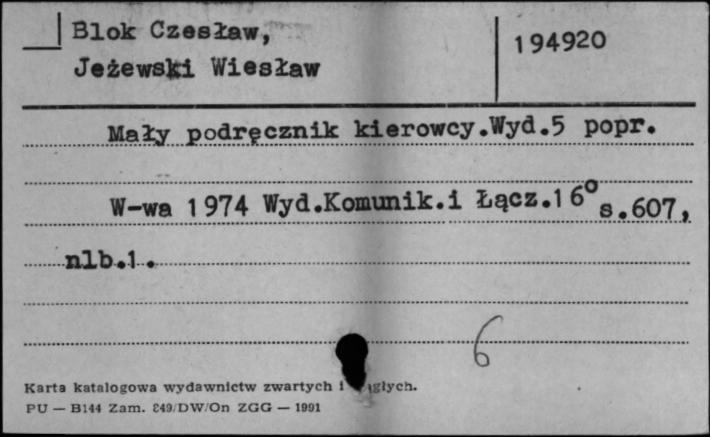 Blok Czesław,
194920
Jeżewski Wiesław
Mały podręcznik kierowcy.Wyd.5 popr.
W-wa 1974 Wyd.Komunik.i Łącz.16° s.607,
nlb.1.
6
Karta katalogowa wydawnictw zwartych i
PU — B144 Zam. 849/DW/On ZGG — 1991